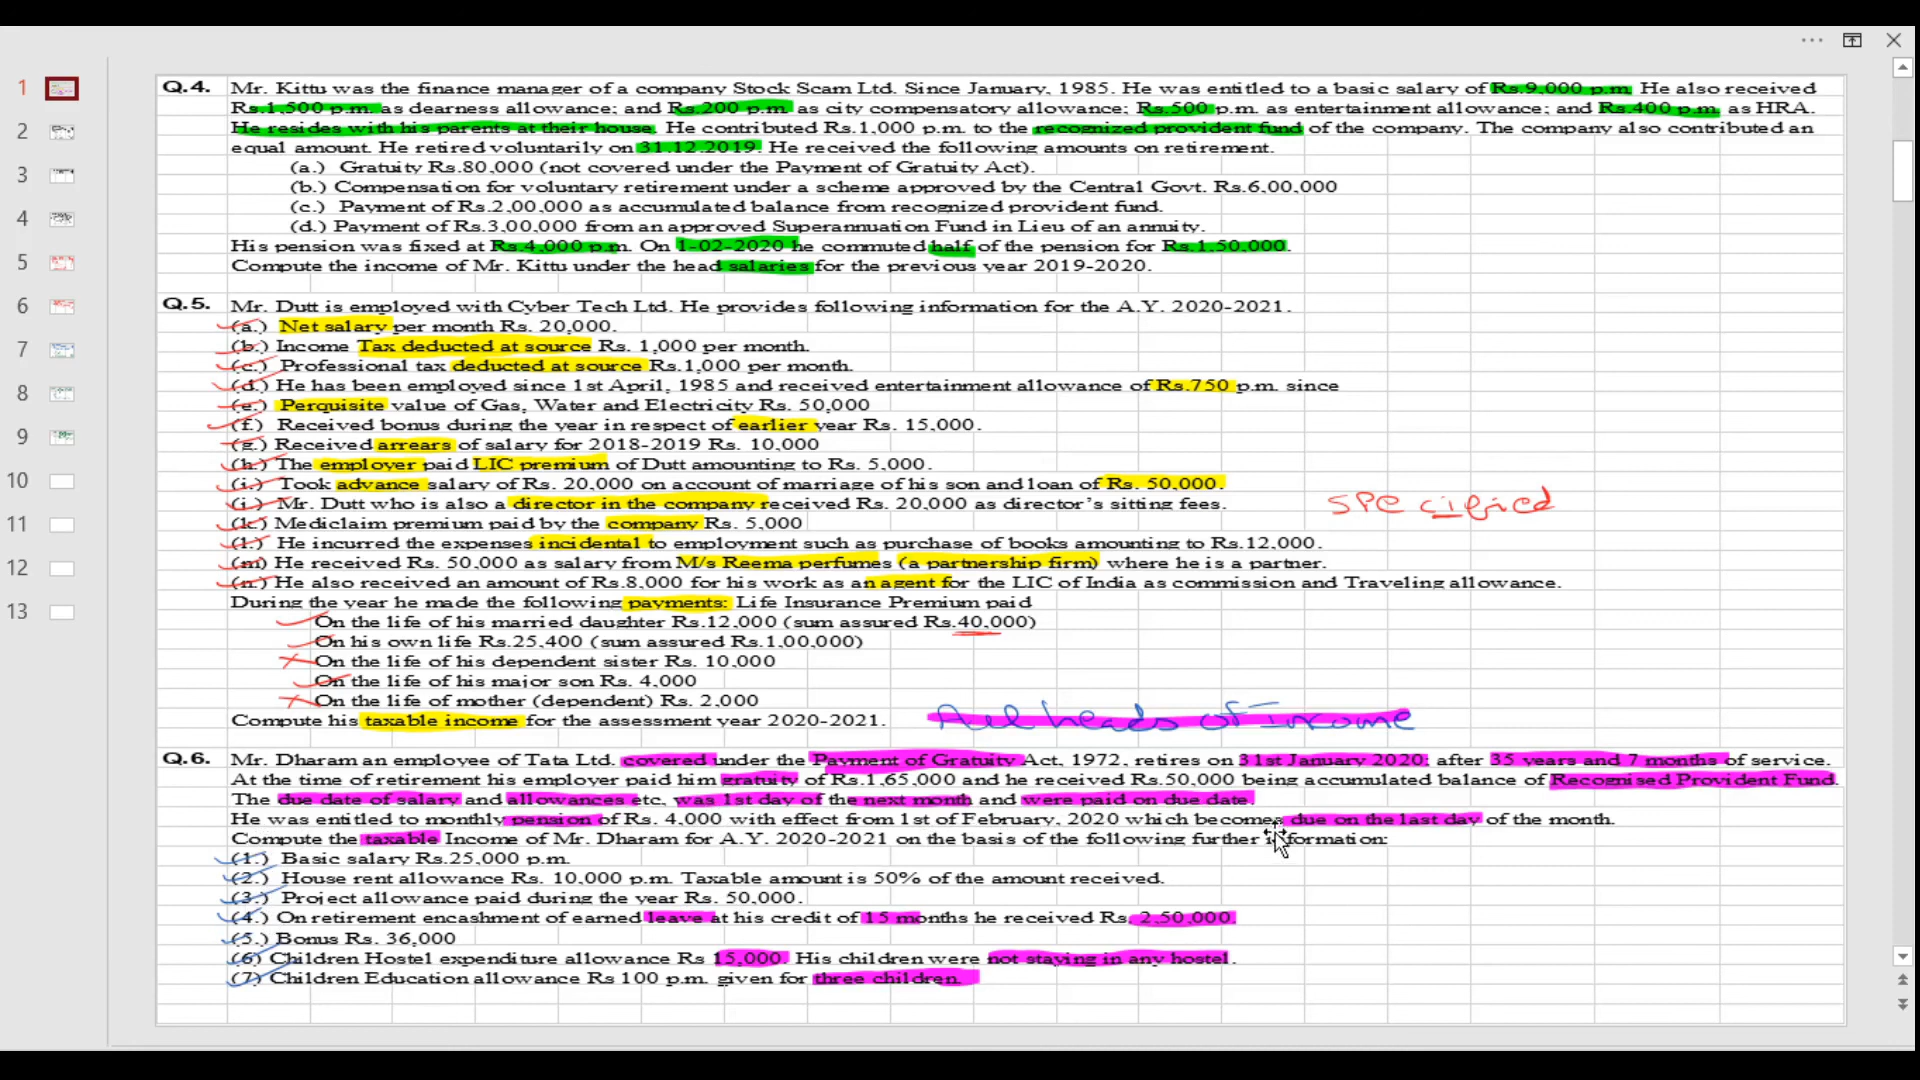 1
2
3
4
5
6
7
8
9
10
11
12
13
Q.4. Mr. Kittu was the finance manager of a company Stock Scam Ltd. Since January, 1985. He was entitled to a basic salary of Rs.9,000 p.m. He also received
Rs.1,500 p.m. as dearness allowance; and Rs.200 p.m. as city compensatory allowance; Rs.500 p.m. as entertainment allowance; and Rs.400 p.m. as HRA.
He resides with his parents at their house. He contributed Rs.1,000 p.m. to the recognized provident fund of the company. The company also contributed an
equal amount. He retired voluntarily on 31.12.2019. He received the following amounts on retirement.
(a.) Gratuity Rs.80,000 (not covered under the Payment of Gratuity Act).
(b.) Compensation for voluntary retirement under a scheme approved by the Central Govt. Rs.6,00,000
(c.) Payment of Rs.2,00,000 as accumulated balance from recognized provident fund.
(d.) Payment of Rs.3,00,000 from an approved Superannuation Fund in Lieu of an annuity.
His pension was fixed at Rs.4,000 p.m. On 1-02-2020 he commuted half of the pension for Rs.1,50,000.
Compute the income of Mr. Kittu under the head salaries for the previous year 2019-2020.
Q.5. Mr. Dutt is employed with Cyber Tech Ltd. He provides following information for the A.Y. 2020-2021.
(a.) Net salary per month Rs. 20,000.
(b.) Income Tax deducted at source Rs. 1,000 per month.
(c.) Professional tax deducted at source Rs.1,000 per month.
(d.) He has been employed since 1st April, 1985 and received entertainment allowance of Rs.750 p.m. since
(e.) Perquisite value of Gas, Water and Electricity Rs. 50,000
(f.) Received bonus during the year in respect of earlier year Rs. 15,000.
(g.) Received arrears of salary for 2018-2019 Rs. 10,000
(h.) The employer paid LIC premium of Dutt amounting to Rs. 5,000.
(i.) Took advance salary of Rs. 20,000 on account of marriage of his son and loan of Rs. 50,000.
(j.) Mr. Dutt who is also a director in the company received Rs. 20,000 as director's sitting fees.
SPecified
(k.) Mediclaim premium paid by the company Rs. 5,000
(l.) He incurred the expenses incidental to employment such as purchase of books amounting to Rs.12,000.
(m) He received Rs. 50,000 as salary from M/s Reema perfumes (a partnership firm) where he is a partner.
(n.) He also received an amount of Rs.8,000 for his work as an agent for the LIC of India as commission and Traveling allowance.
During the year he made the following payments: Life Insurance Premium paid
On the life of his married daughter Rs.12,000 (sum assured Rs.40,000)
On his own life Rs.25,400 (sum assured Rs.1,00,000)
On the life of his dependent sister Rs. 10,000
On the life of his major son Rs. 4,000
On the life of mother (dependent) Rs. 2,000
Compute his taxable income for the assessment year 2020-2021. All heads of Income
Q.6. Mr. Dharam an employee of Tata Ltd. covered under the Payment of Gratuity Act, 1972, retires on 31st January 2020; after 35 years and 7 months of service.
At the time of retirement his employer paid him gratuity of Rs.1,65,000 and he received Rs.50,000 being accumulated balance of Recognised Provident Fund.
The due date of salary and allowances etc, was 1st day of the next month and were paid on due date.
He was entitled to monthly pension of Rs. 4,000 with effect from 1st of February, 2020 which becomes due on the last day of the month.
Compute the taxable Income of Mr. Dharam for A.Y. 2020-2021 on the basis of the following further information:
(1.) Basic salary Rs.25,000 p.m.
(2.) House rent allowance Rs. 10,000 p.m. Taxable amount is 50% of the amount received.
(3.) Project allowance paid during the year Rs. 50,000.
(4.) On retirement encashment of earned leave at his credit of 15 months he received Rs. 2,50,000.
(5.) Bonus Rs. 36,000
(6) Children Hostel expenditure allowance Rs 15,000. His children were not staying in any hostel.
(7) Children Education allowance Rs 100 p.m. given for three children.